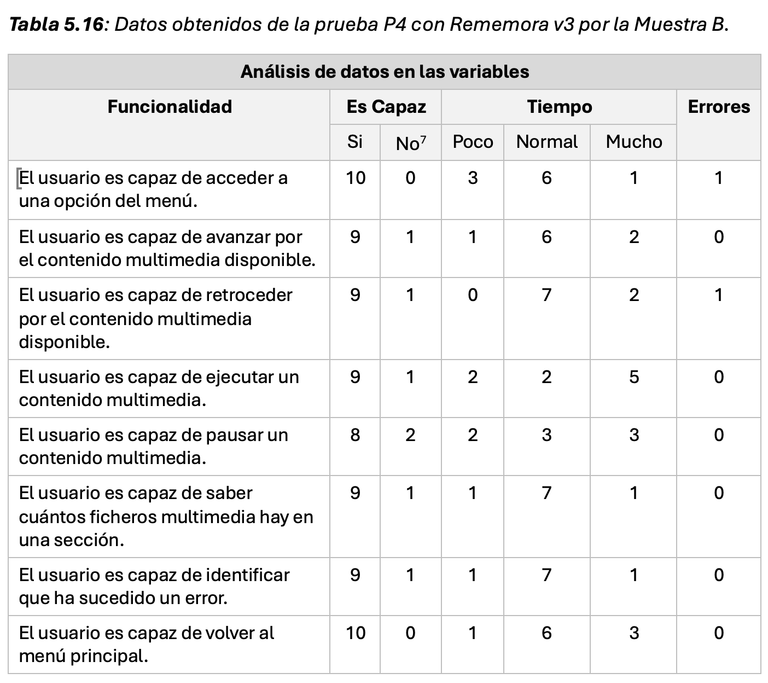 Tabla 5.16: Datos obtenidos de la prueba P4 con Rememora v3 por la Muestra B.
Análisis de datos en las variables
Funcionalidad Es Capaz Tiempo Errores
Si No⁷ Poco Normal Mucho
El usuario es capaz de acceder a 10 0 3 6 1 1
una opción del menú.
El usuario es capaz de avanzar por 9 1 1 6 2 0
el contenido multimedia disponible.
El usuario es capaz de retroceder 9 1 0 7 2 1
por el contenido multimedia
disponible.
El usuario es capaz de ejecutar un 9 1 2 2 5 0
contenido multimedia.
El usuario es capaz de pausar un 8 2 2 3 3 0
contenido multimedia.
El usuario es capaz de saber 9 1 1 7 1 0
cuántos ficheros multimedia hay en
una sección.
El usuario es capaz de identificar 9 1 1 7 1 0
que ha sucedido un error.
El usuario es capaz de volver al 10 0 1 6 3 0
menú principal.